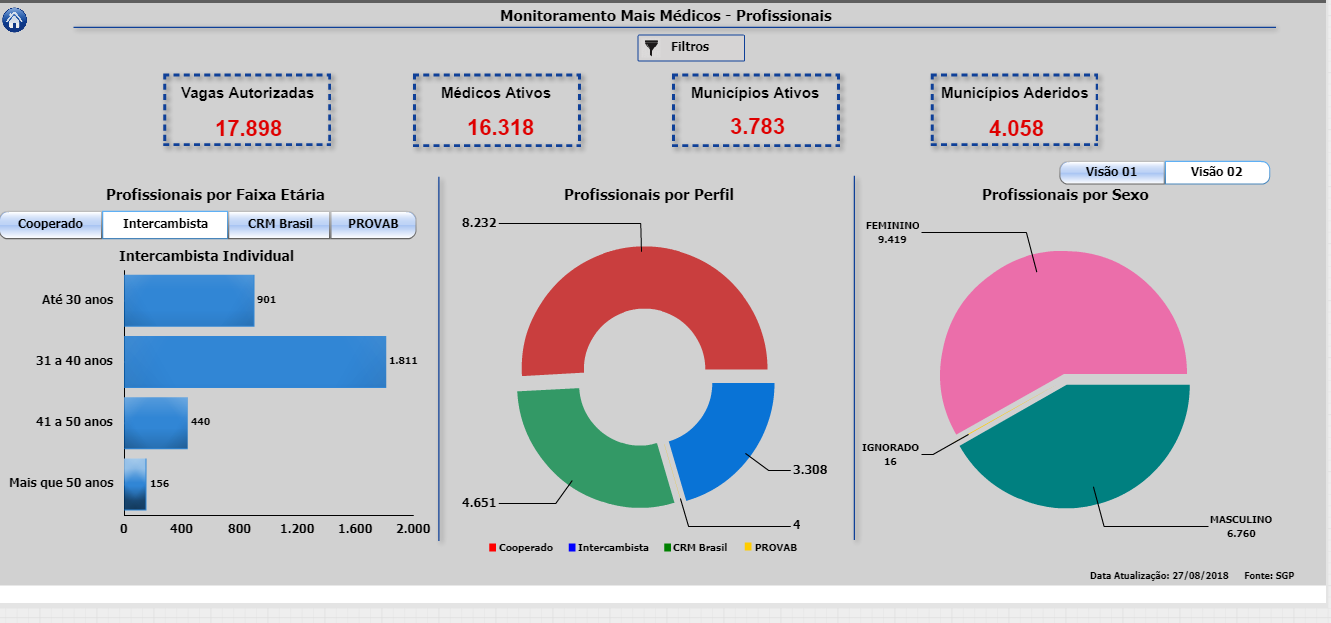 Monitoramento Mais Médicos - Profissionais
Filtros
Vagas Autorizadas
17.898
Médicos Ativos
16.318
Municípios Ativos
3.783
Municípios Aderidos
4.058
Visão 01
Visão 02
Profissionais por Faixa Etária
Cooperado
Intercambista
CRM Brasil
PROVAB
Intercambista Individual
Até 30 anos
901
31 a 40 anos
1.811
41 a 50 anos
440
Mais que 50 anos
156
0 400 800 1.200 1.600 2.000
Profissionais por Perfil
8.232
3.308
4.651
4
Cooperado Intercambista CRM Brasil PROVAB
Profissionais por Sexo
FEMININO
9.419
IGNORADO
16
MASCULINO
6.760
Data Atualização: 27/08/2018 Fonte: SGP